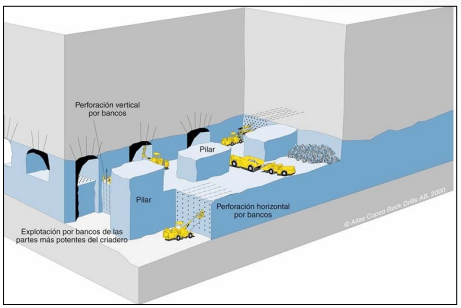 Perforación vertical
por bancos
Pilar
Pilar
Perforación horizontal
por bancos
Explotación por bancos de las
partes más potentes del criadero
© Atlas Copco Rock Drills AB, 2000